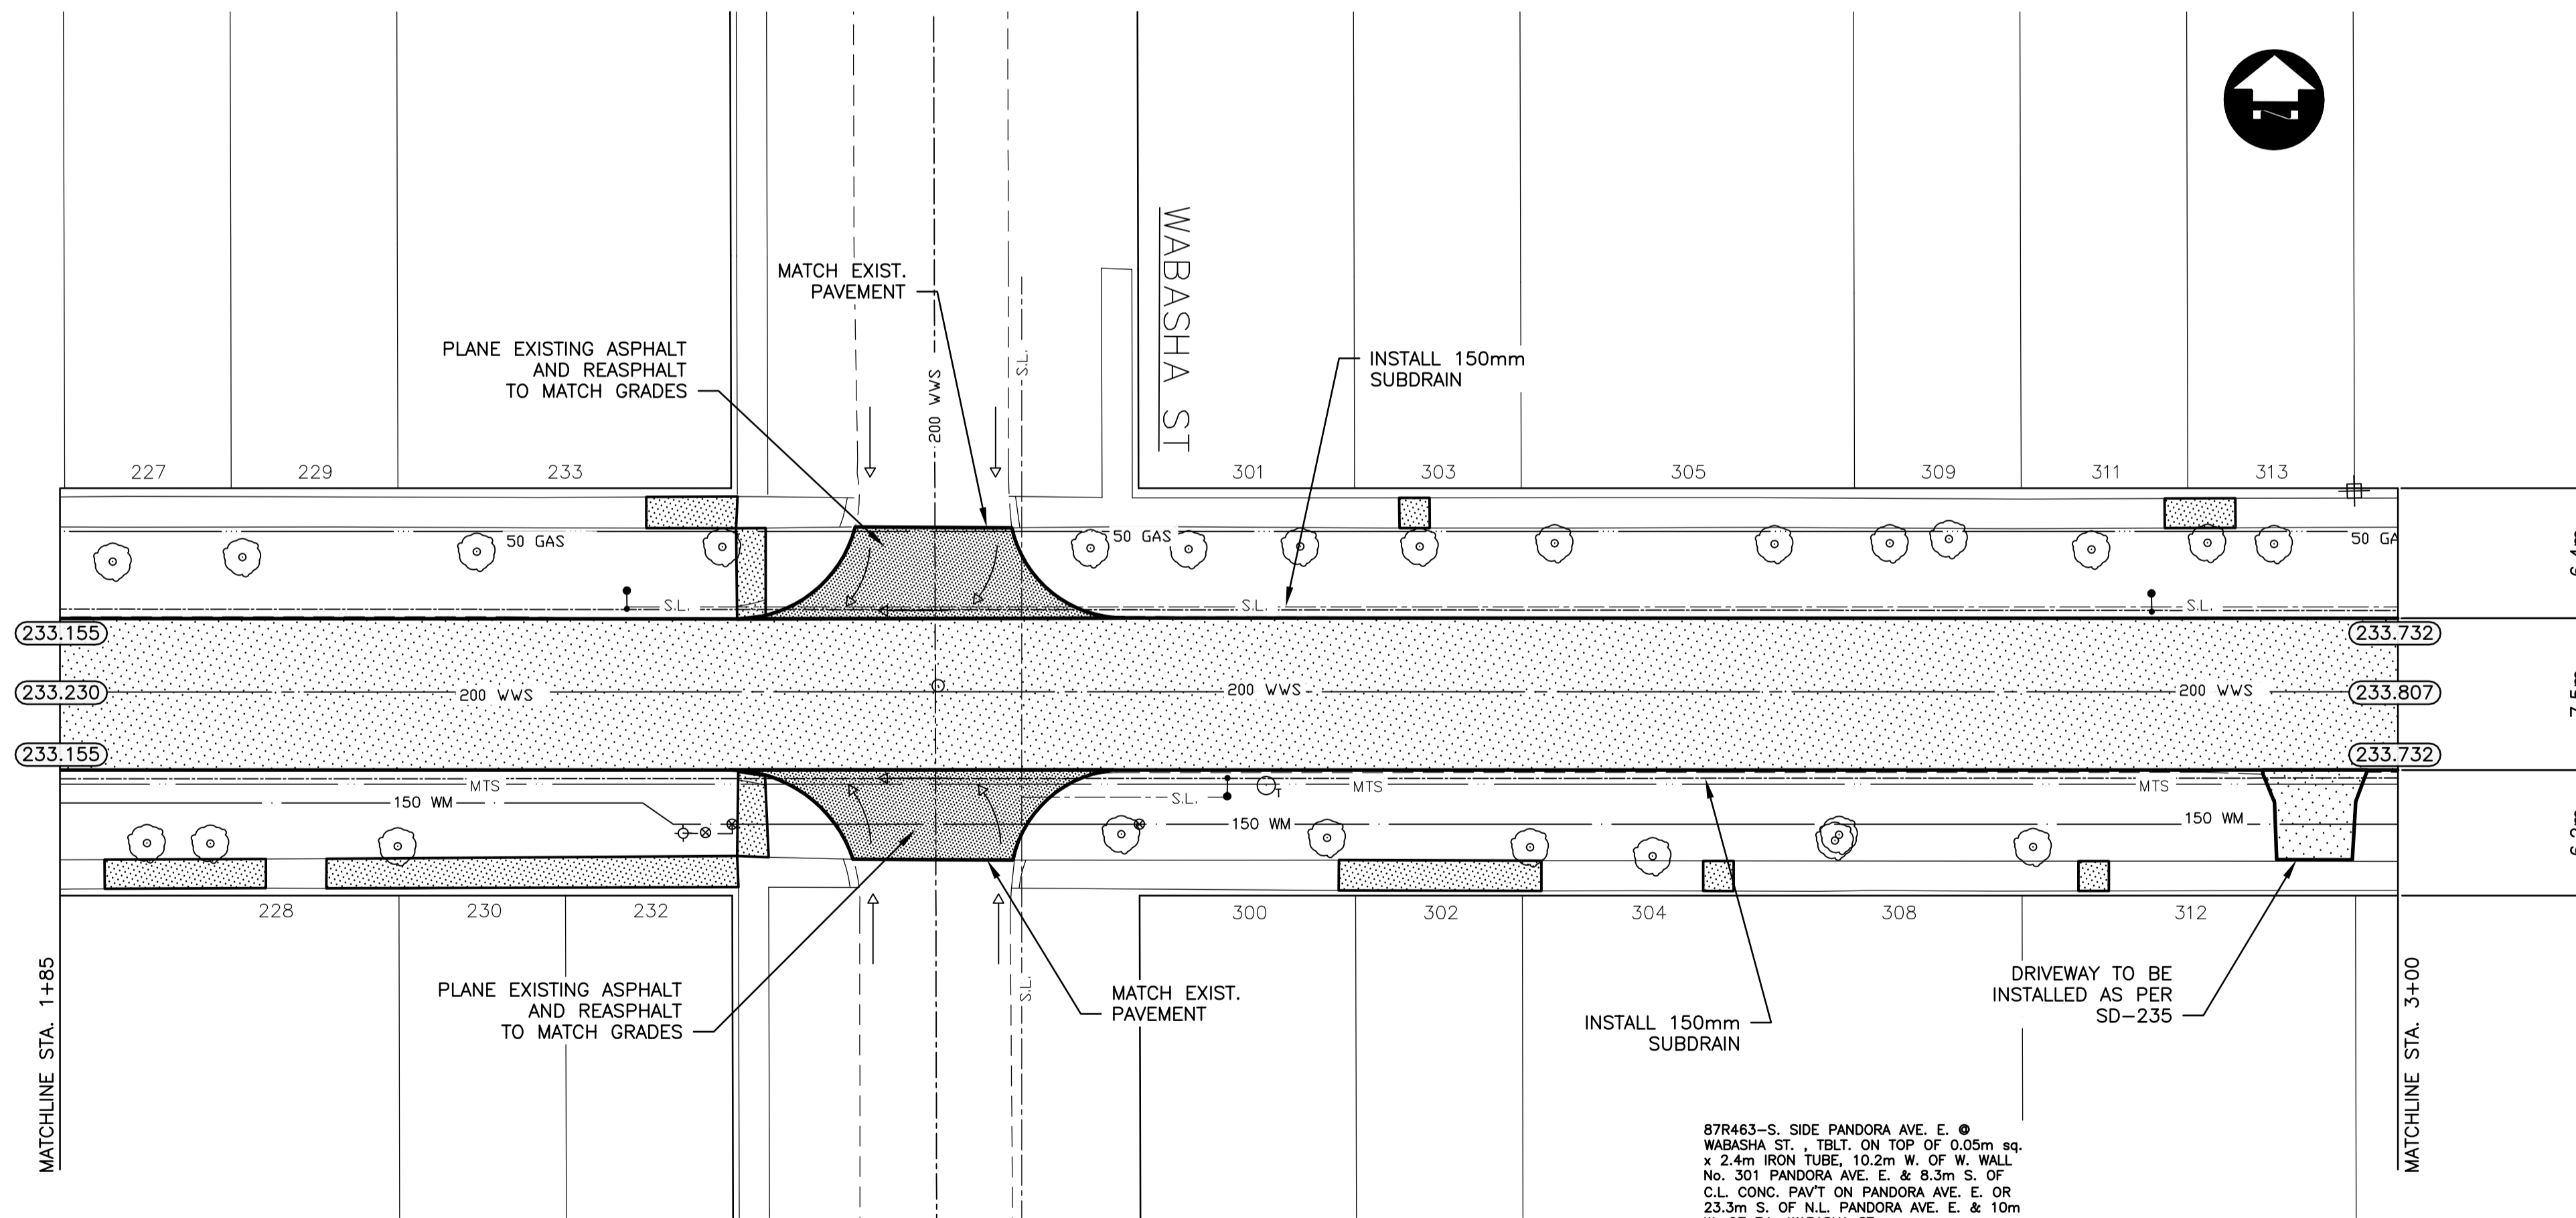 WABASHA ST
MATCH EXIST.
PAVEMENT
PLANE EXISTING ASPHALT
AND REASPHALT
TO MATCH GRADES
200 WWS
S.L.
INSTALL 150mm
SUBDRAIN
227 229 233 301 303 305 309 311 313
50 GAS 50 GAS 50 GA
S.L. S.L. S.L.
6.4m
233.155 233.732
233.230 200 WWS 200 WWS 200 WWS 233.807
7.5m
233.155 233.732
MTS MTS MTS
150 WM S.L. T
150 WM 150 WM
228 230 232 300 302 304 308 312
MATCHLINE STA. 1+85
PLANE EXISTING ASPHALT
AND REASPHALT
TO MATCH GRADES
S.L.
MATCH EXIST.
PAVEMENT
INSTALL 150mm
SUBDRAIN
DRIVEWAY TO BE
INSTALLED AS PER
SD-235
MATCHLINE STA. 3+00
87R463-S. SIDE PANDORA AVE. E. @
WABASHA ST. , TBLT. ON TOP OF 0.05m sq.
x 2.4m IRON TUBE, 10.2m W. OF W. WALL
No. 301 PANDORA AVE. E. & 8.3m S. OF
C.L. CONC. PAV'T ON PANDORA AVE. E. OR
23.3m S. OF N.L. PANDORA AVE. E. & 10m